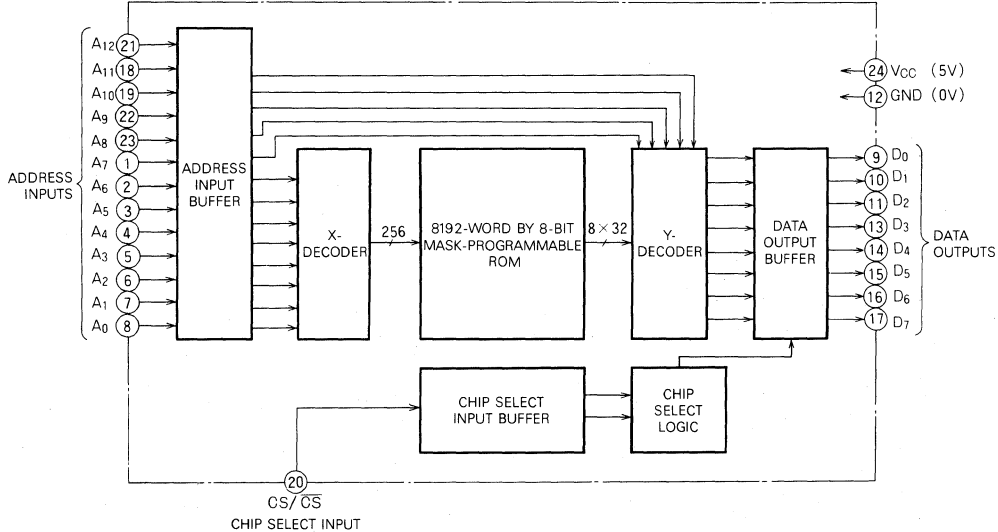 A12 21
A11 18
A10 19
A9 22
A8 23
A7 1
A6 2
A5 3
A4 4
A3 5
A2 6
A1 7
A0 8
ADDRESS
INPUTS
ADDRESS
INPUT
BUFFER
X-
DECODER
256
8192-WORD BY 8-BIT
MASK-PROGRAMMABLE
ROM
8×32
Y-
DECODER
DATA
OUTPUT
BUFFER
24 VCC (5V)
12 GND (0V)
9 D0
10 D1
11 D2
13 D3
14 D4
15 D5
16 D6
17 D7
DATA
OUTPUTS
CHIP SELECT
INPUT BUFFER
CHIP
SELECT
LOGIC
20
CS/C̅S̅
CHIP SELECT INPUT